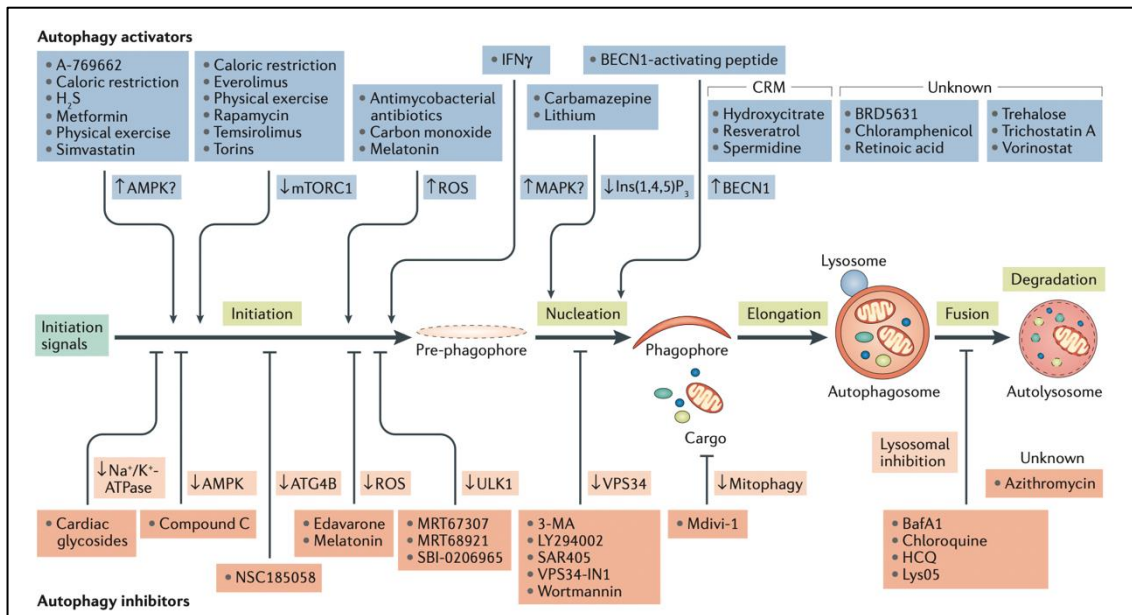 Autophagy activators
• A-769662
• Caloric restriction
• H₂S
• Metformin
• Physical exercise
• Simvastatin
• Caloric restriction
• Everolimus
• Physical exercise
• Rapamycin
• Temsirolimus
• Torins
• Antimycobacterial
antibiotics
• Carbon monoxide
• Melatonin
• IFNγ
• BECN1-activating peptide
• Carbamazepine
• Lithium
CRM
• Hydroxycitrate
• Resveratrol
• Spermidine
Unknown
• BRD5631
• Chloramphenicol
• Retinoic acid
• Trehalose
• Trichostatin A
• Vorinostat
↑AMPK?
↓mTORC1
↑ROS
↑MAPK?
↓Ins(1,4,5)P₃
↑BECN1
Initiation
signals
Initiation
Pre-phagophore
Nucleation
Phagophore
Cargo
Elongation
Lysosome
Autophagosome
Fusion
Degradation
Autolysosome
↓Na⁺/K⁺-
ATPase
↓AMPK
↓ATG4B
↓ROS
↓ULK1
↓VPS34
↓Mitophagy
Lysosomal
inhibition
Unknown
• Azithromycin
• Cardiac
glycosides
• Compound C
• NSC185058
• Edavarone
• Melatonin
• MRT67307
• MRT68921
• SBI-0206965
• 3-MA
• LY294002
• SAR405
• VPS34-IN1
• Wortmannin
• Mdivi-1
• BafA1
• Chloroquine
• HCQ
• Lys05
Autophagy inhibitors